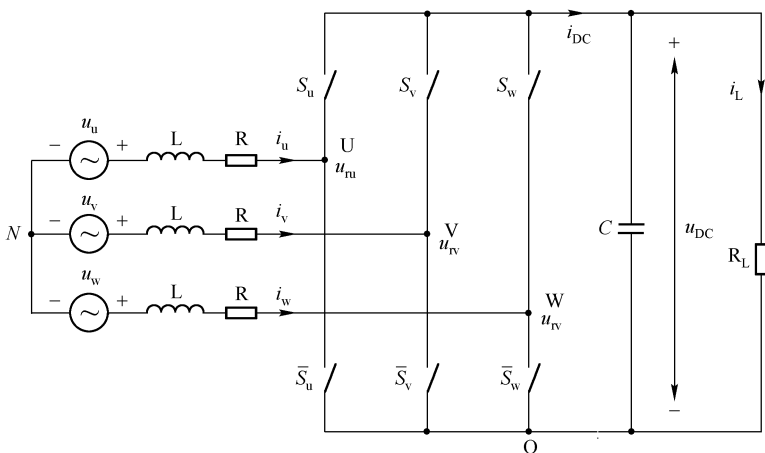 i_DC
S_u S_v S_w
+
i_L
u_u
− + L R i_u U
u_ru
u_v
N − + L R i_v V
u_rv
C u_DC R_L
u_w
− + L R i_w W
u_rv
S̅_u S̅_v S̅_w
−
O